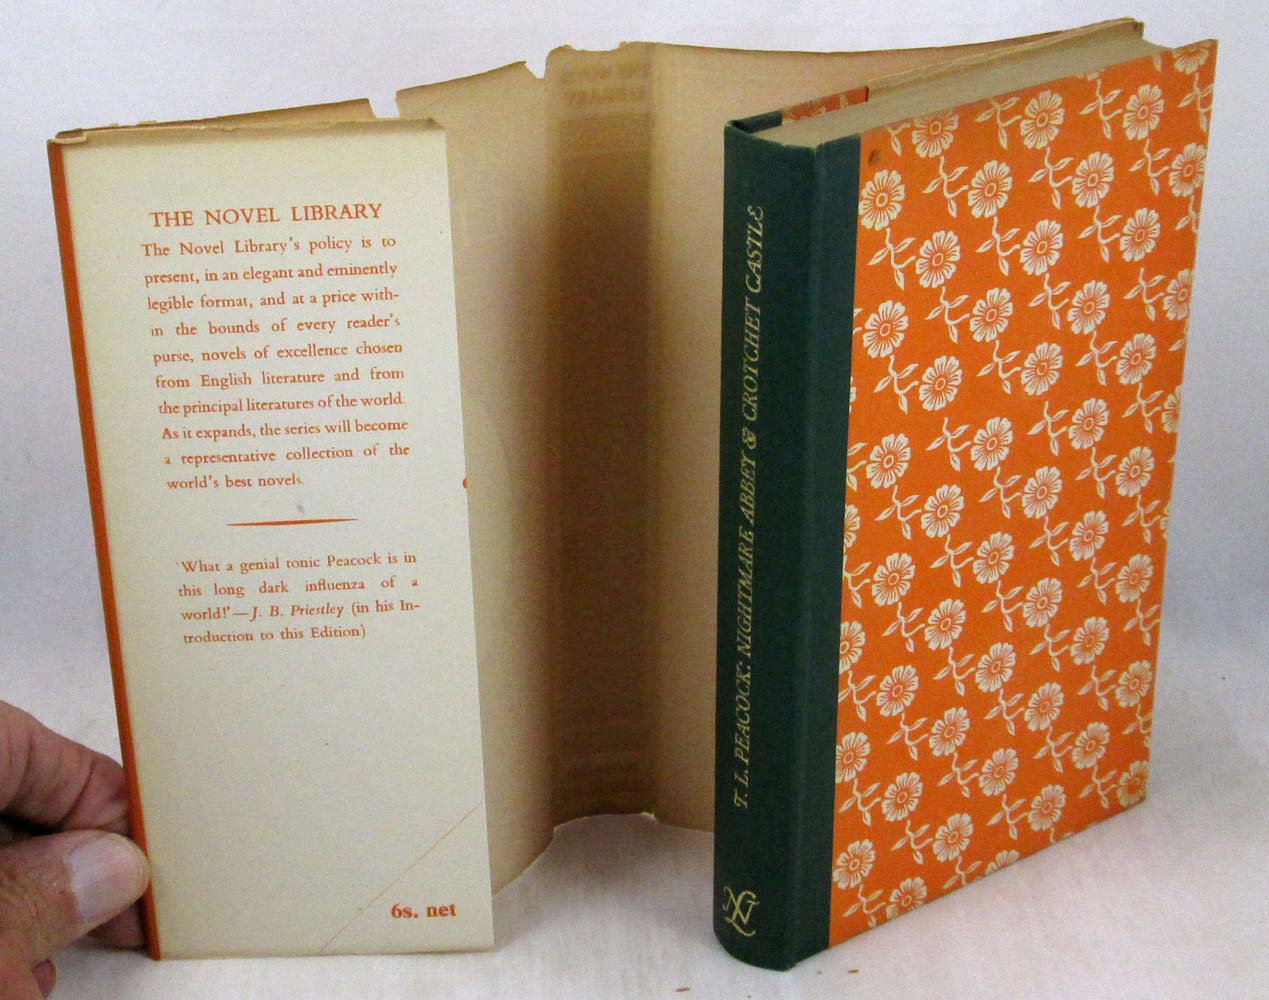 THE NOVEL LIBRARY
The Novel Library's policy is to
present, in an elegant and eminently
legible format, and at a price with-
in the bounds of every reader's
purse, novels of excellence chosen
from English literature and from
the principal literatures of the world.
As it expands, the series will become
a representative collection of the
world's best novels.
'What a genial tonic Peacock is in
this long dark influenza of a
world!'—J. B. Priestley (in his In-
troduction to this Edition)
6s. net
T. L. PEACOCK: NIGHTMARE ABBEY & CROTCHET CASTLE